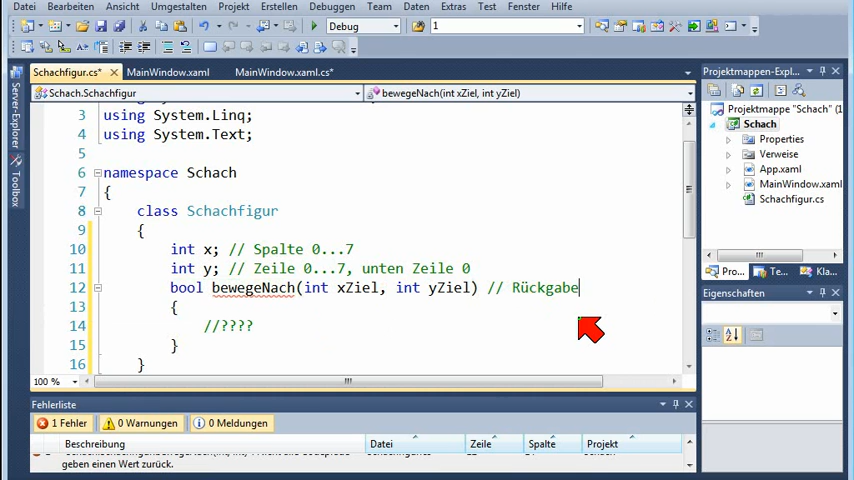 Datei Bearbeiten Ansicht Umgestalten Projekt Erstellen Debuggen Team Daten Extras Test Fenster Hilfe
Debug 1
Schachfigur.cs* MainWindow.xaml MainWindow.xaml.cs*
Schach.Schachfigur bewegeNach(int xZiel, int yZiel)
3 using System.Linq;
4 using System.Text;
5
6 namespace Schach
7 {
8 class Schachfigur
9 {
10 int x; // Spalte 0...7
11 int y; // Zeile 0...7, unten Zeile 0
12 bool bewegeNach(int xZiel, int yZiel) // Rückgabe
13 {
14 //????
15 }
16 }
100 %
Fehlerliste
1 Fehler 0 Warnungen 0 Meldungen
Beschreibung Datei Zeile Spalte Projekt
geben einen Wert zurück.
Server-Explorer
Toolbox
Projektmappen-Expl...
Projektmappe "Schach"
Schach
Properties
Verweise
App.xaml
MainWindow.xaml
Schachfigur.cs
Pro... Te... Kla...
Eigenschaften